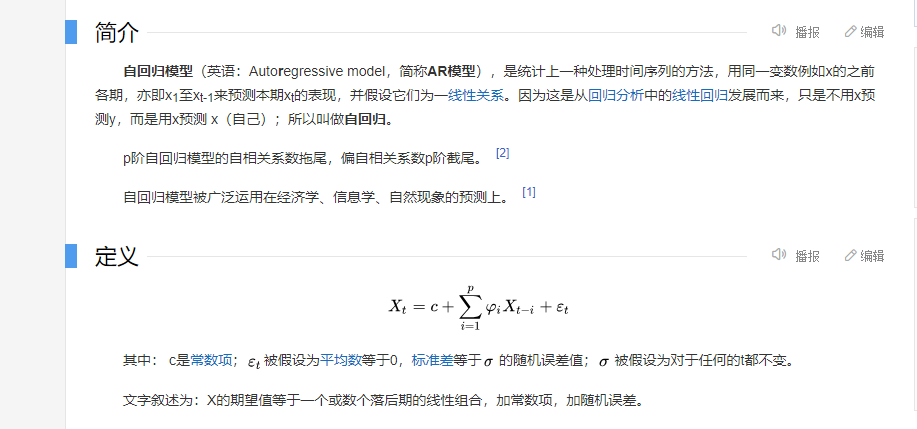 简介
播报 编辑
自回归模型（英语：Autoregressive model，简称AR模型），是统计上一种处理时间序列的方法，用同一变数例如x的之前
各期，亦即x₁至xₜ₋₁来预测本期xₜ的表现，并假设它们为一线性关系。因为这是从回归分析中的线性回归发展而来，只是不用x预
测y，而是用x预测 x（自己）；所以叫做自回归。
p阶自回归模型的自相关系数拖尾，偏自相关系数p阶截尾。 [2]
自回归模型被广泛运用在经济学、信息学、自然现象的预测上。 [1]
定义
播报 编辑
Xₜ = c + ∑ᵢ₌₁ᵖ φᵢXₜ₋ᵢ + εₜ
其中： c是常数项；εₜ 被假设为平均数等于0，标准差等于 σ 的随机误差值； σ 被假设为对于任何的t都不变。
文字叙述为：X的期望值等于一个或数个落后期的线性组合，加常数项，加随机误差。